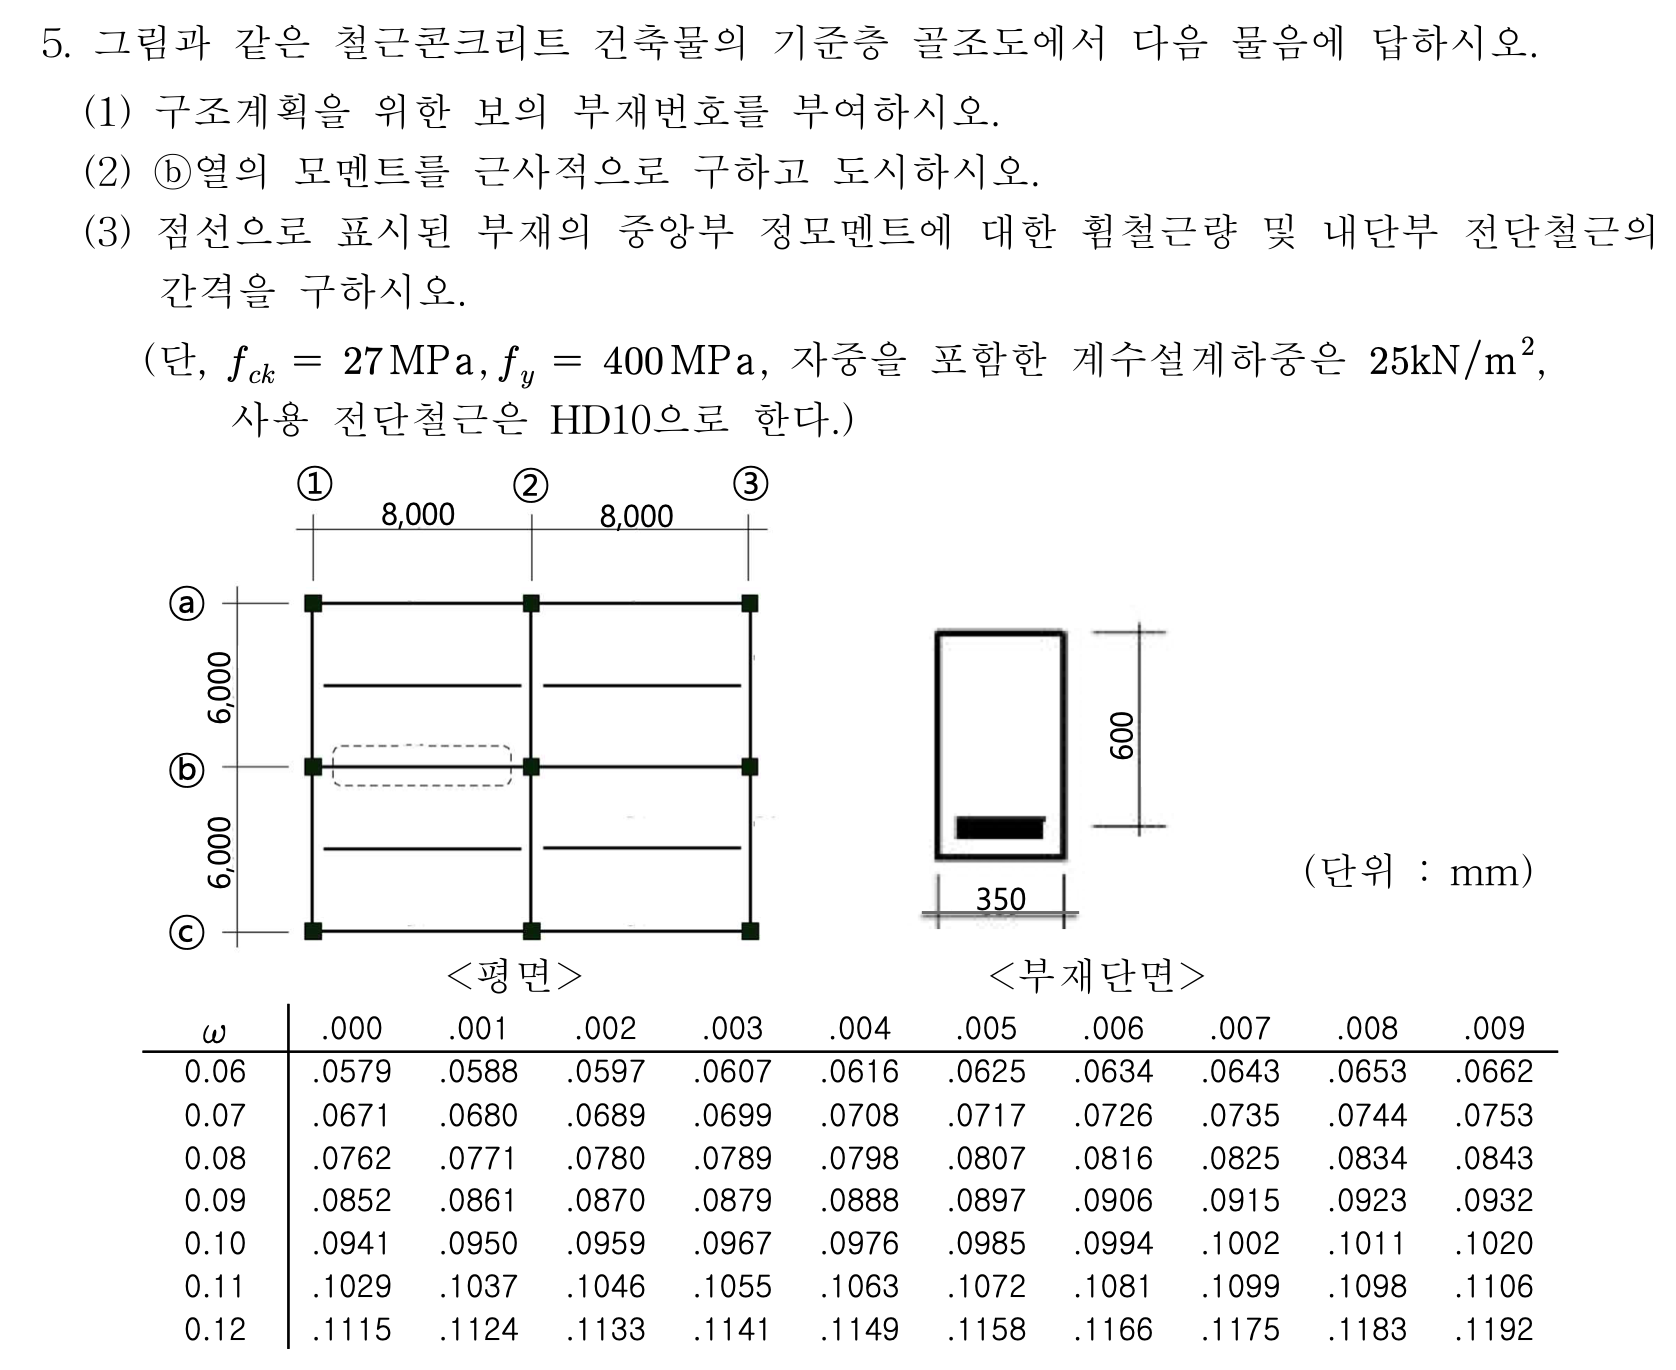 5. 그림과 같은 철근콘크리트 건축물의 기준층 골조도에서 다음 물음에 답하시오.
(1) 구조계획을 위한 보의 부재번호를 부여하시오.
(2) ⓑ열의 모멘트를 근사적으로 구하고 도시하시오.
(3) 점선으로 표시된 부재의 중앙부 정모멘트에 대한 휨철근량 및 내단부 전단철근의
간격을 구하시오.
(단, f_ck = 27MPa, f_y = 400MPa, 자중을 포함한 계수설계하중은 25kN/m²,
사용 전단철근은 HD10으로 한다.)
① ② ③
8,000 8,000
ⓐ
6,000
ⓑ
6,000
ⓒ
600
350
(단위 : mm)
<평면> <부재단면>
ω .000 .001 .002 .003 .004 .005 .006 .007 .008 .009
0.06 .0579 .0588 .0597 .0607 .0616 .0625 .0634 .0643 .0653 .0662
0.07 .0671 .0680 .0689 .0699 .0708 .0717 .0726 .0735 .0744 .0753
0.08 .0762 .0771 .0780 .0789 .0798 .0807 .0816 .0825 .0834 .0843
0.09 .0852 .0861 .0870 .0879 .0888 .0897 .0906 .0915 .0923 .0932
0.10 .0941 .0950 .0959 .0967 .0976 .0985 .0994 .1002 .1011 .1020
0.11 .1029 .1037 .1046 .1055 .1063 .1072 .1081 .1099 .1098 .1106
0.12 .1115 .1124 .1133 .1141 .1149 .1158 .1166 .1175 .1183 .1192